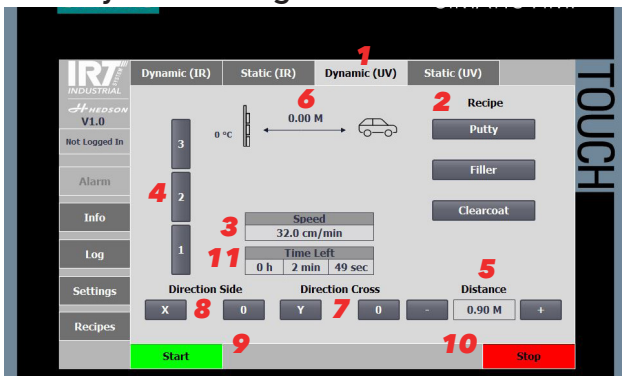 TOUCH
IRT SYSTEM
INDUSTRIAL
HEDSON
V1.0
Not Logged In
Alarm
Info
Log
Settings
Recipes
1
Dynamic (IR) Static (IR) Dynamic (UV) Static (UV)
6
0.00 M
0 °C
2 Recipe
Putty
Filler
Clearcoat
4
3
2
1
3 Speed
32.0 cm/min
11 Time Left
0 h 2 min 49 sec
5
Direction Side Direction Cross Distance
X 8 0 Y 7 0 - 0.90 M +
9 10
Start Stop